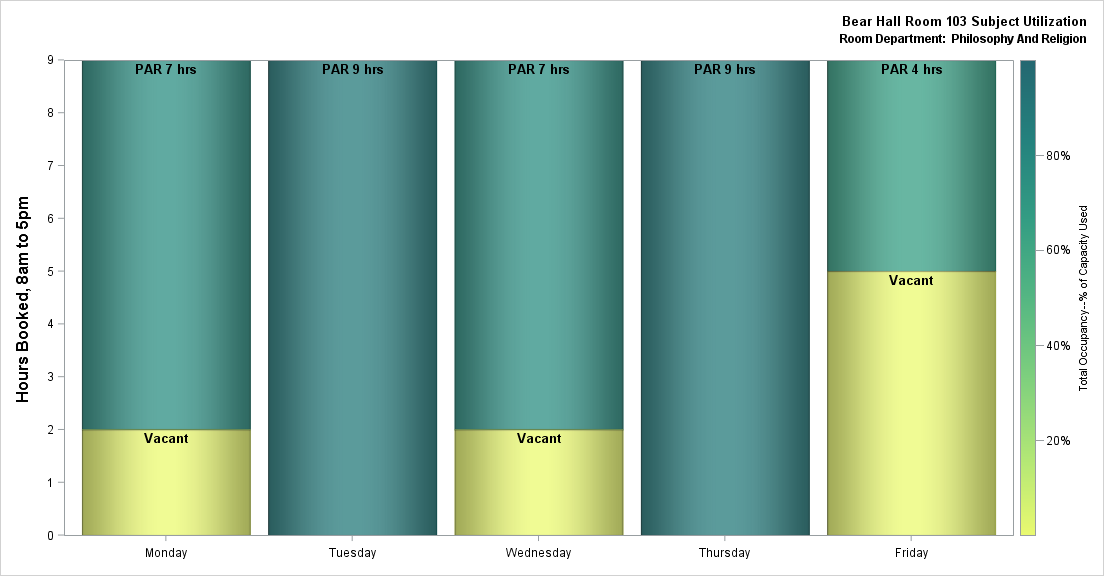 Bear Hall Room 103 Subject Utilization
Room Department:  Philosophy And Religion
Hours Booked, 8am to 5pm
9
8
7
6
5
4
3
2
1
0
PAR 7 hrs
PAR 9 hrs
PAR 7 hrs
PAR 9 hrs
PAR 4 hrs
Vacant
Vacant
Vacant
Monday
Tuesday
Wednesday
Thursday
Friday
80%
60%
40%
20%
Total Occupancy--% of Capacity Used